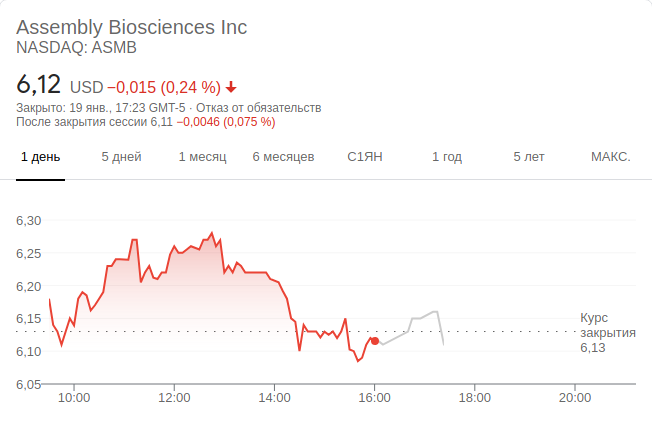 Assembly Biosciences Inc
NASDAQ: ASMB
6,12 USD −0,015 (0,24 %)
Закрыто: 19 янв., 17:23 GMT-5 · Отказ от обязательств
После закрытия сессии 6,11 −0,0046 (0,075 %)
1 день 5 дней 1 месяц 6 месяцев С1ЯН 1 год 5 лет МАКС.
6,30
6,25
6,20
6,15
6,10
6,05
Курс
закрытия
6,13
10:00 12:00 14:00 16:00 18:00 20:00